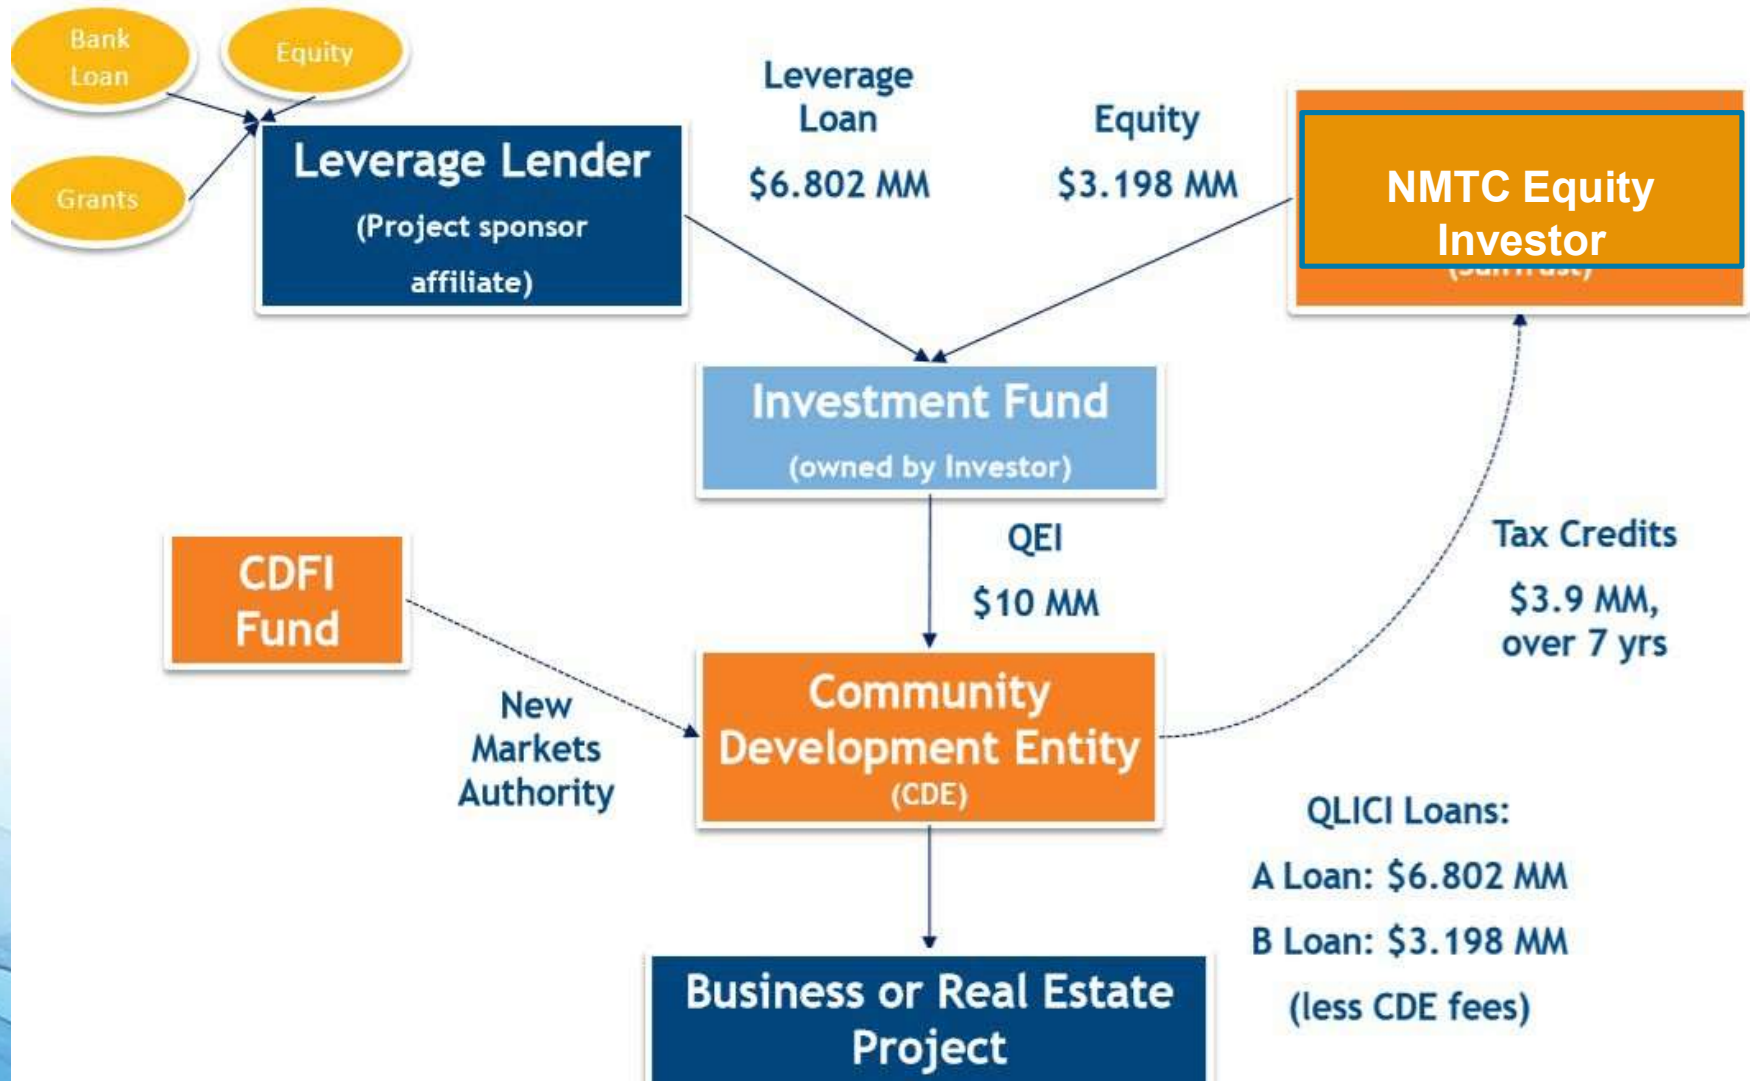 Bank
Loan
Equity
Grants
Leverage Lender
(Project sponsor
affiliate)
Leverage
Loan
$6.802 MM
Equity
$3.198 MM
NMTC Equity
Investor
Investment Fund
(owned by Investor)
QEI
$10 MM
Tax Credits
$3.9 MM,
over 7 yrs
CDFI
Fund
New
Markets
Authority
Community
Development Entity
(CDE)
QLICI Loans:
A Loan: $6.802 MM
B Loan: $3.198 MM
(less CDE fees)
Business or Real Estate
Project